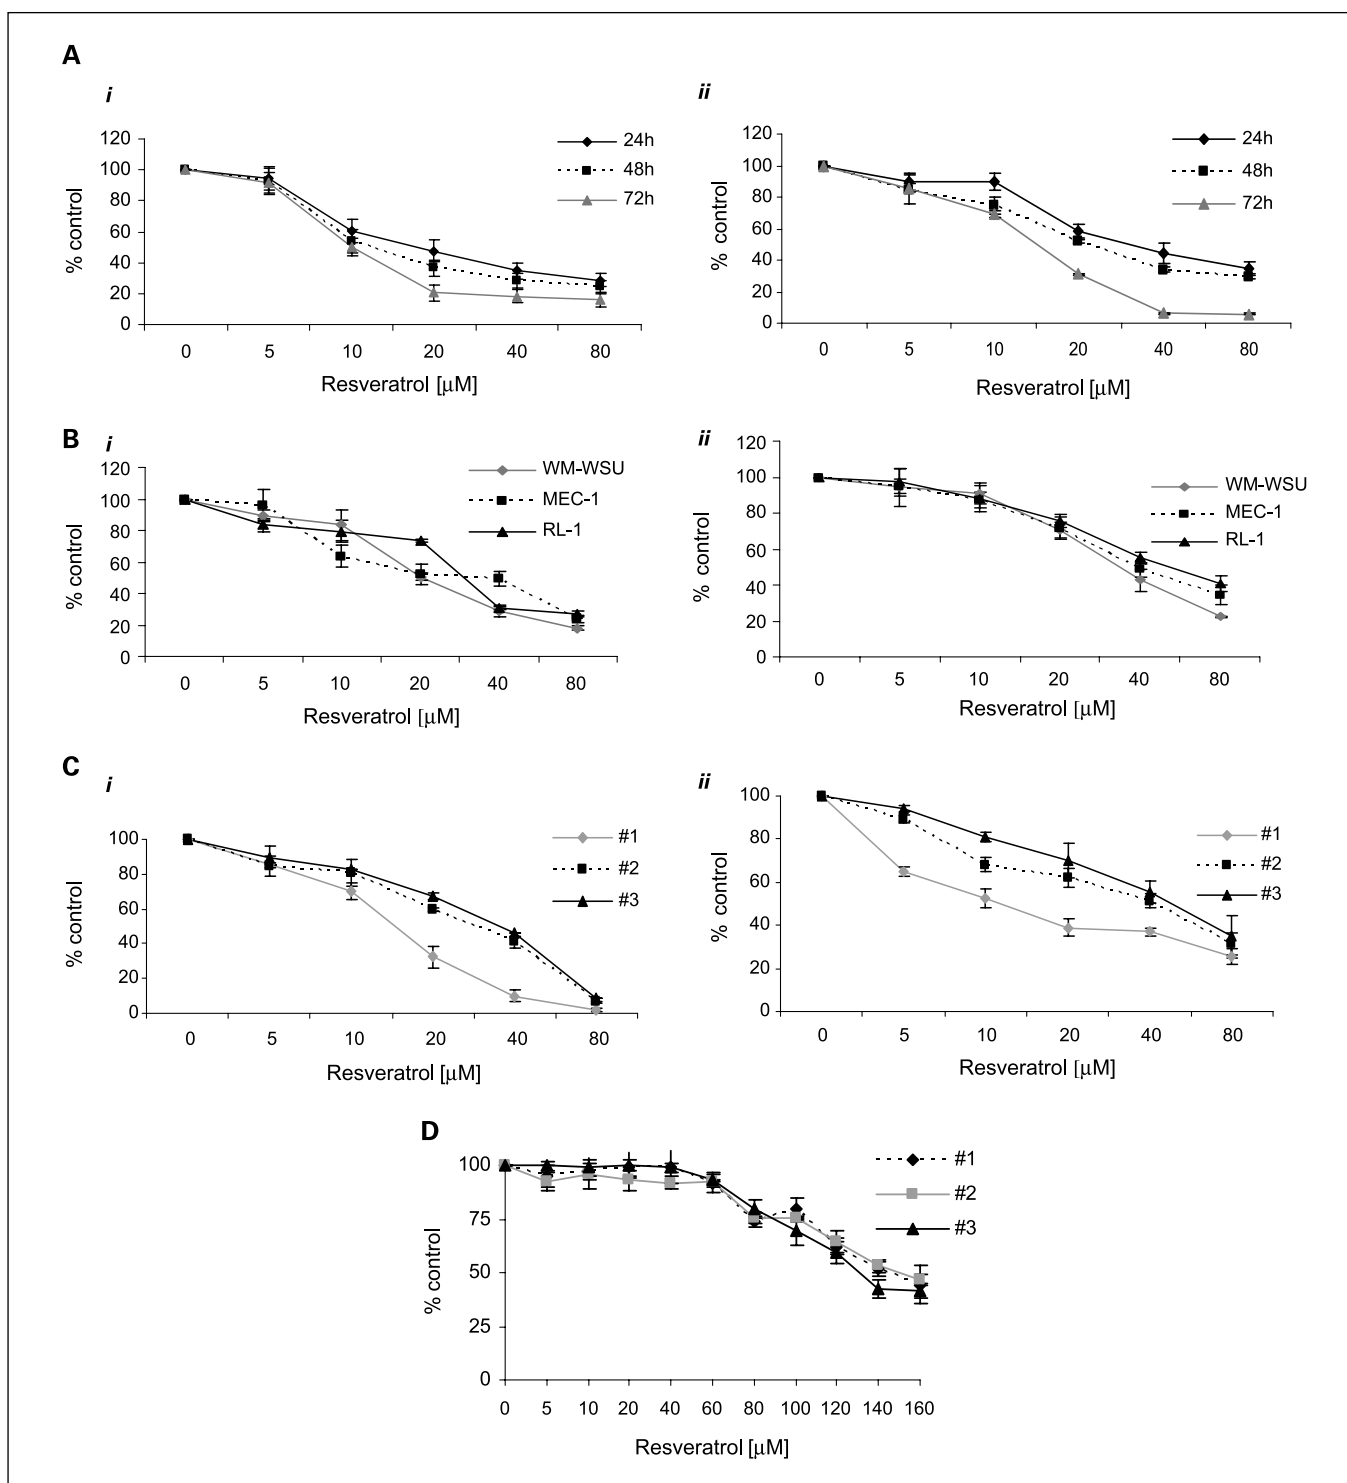 A
i
24h
48h
72h
120
100
80
60
40
20
0
% control
0 5 10 20 40 80
Resveratrol [μM]
ii
24h
48h
72h
120
100
80
60
40
20
0
% control
0 5 10 20 40 80
Resveratrol [μM]
B
i
WM-WSU
MEC-1
RL-1
120
100
80
60
40
20
0
% control
0 5 10 20 40 80
Resveratrol [μM]
ii
WM-WSU
MEC-1
RL-1
120
100
80
60
40
20
0
% control
0 5 10 20 40 80
Resveratrol [μM]
C
i
#1
#2
#3
100
80
60
40
20
0
% control
0 5 10 20 40 80
Resveratrol [μM]
ii
#1
#2
#3
100
80
60
40
20
0
% control
0 5 10 20 40 80
Resveratrol [μM]
D
#1
#2
#3
100
75
50
25
0
% control
0 5 10 20 40 60 80 100 120 140 160
Resveratrol [μM]